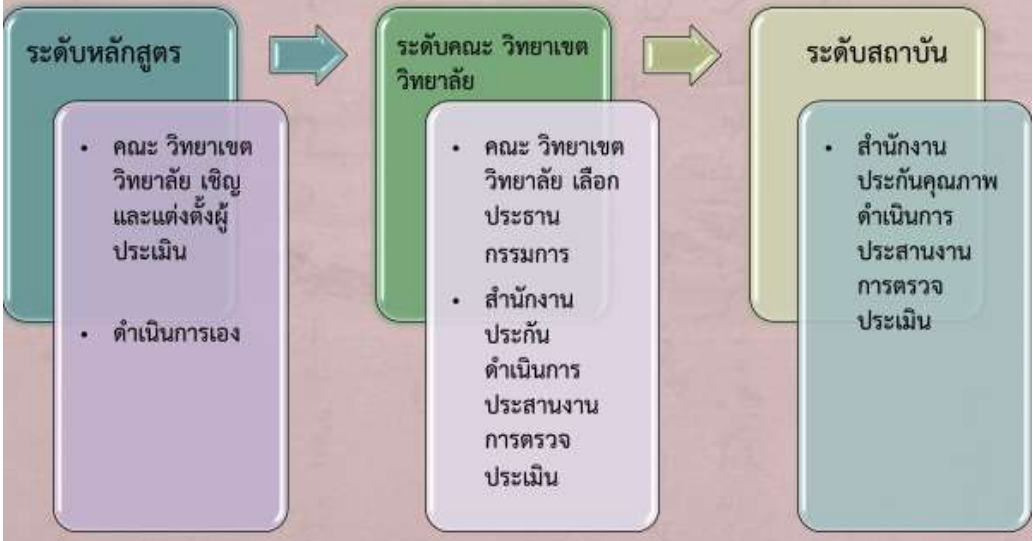 ระดับหลักสูตร
• คณะ วิทยาเขต
วิทยาลัย เชิญ
และแต่งตั้งผู้
ประเมิน
• ดำเนินการเอง
ระดับคณะ วิทยาเขต
วิทยาลัย
• คณะ วิทยาเขต
วิทยาลัย เลือก
ประธาน
กรรมการ
• สำนักงาน
ประกัน
ดำเนินการ
ประสานงาน
การตรวจ
ประเมิน
ระดับสถาบัน
• สำนักงาน
ประกันคุณภาพ
ดำเนินการ
ประสานงาน
การตรวจ
ประเมิน